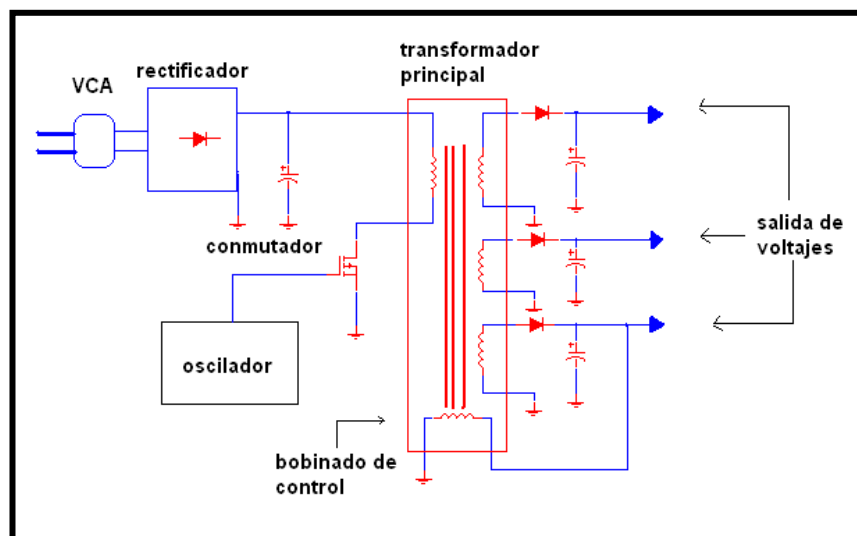 transformador
principal
rectificador
VCA
conmutador
salida de
voltajes
oscilador
bobinado de
control